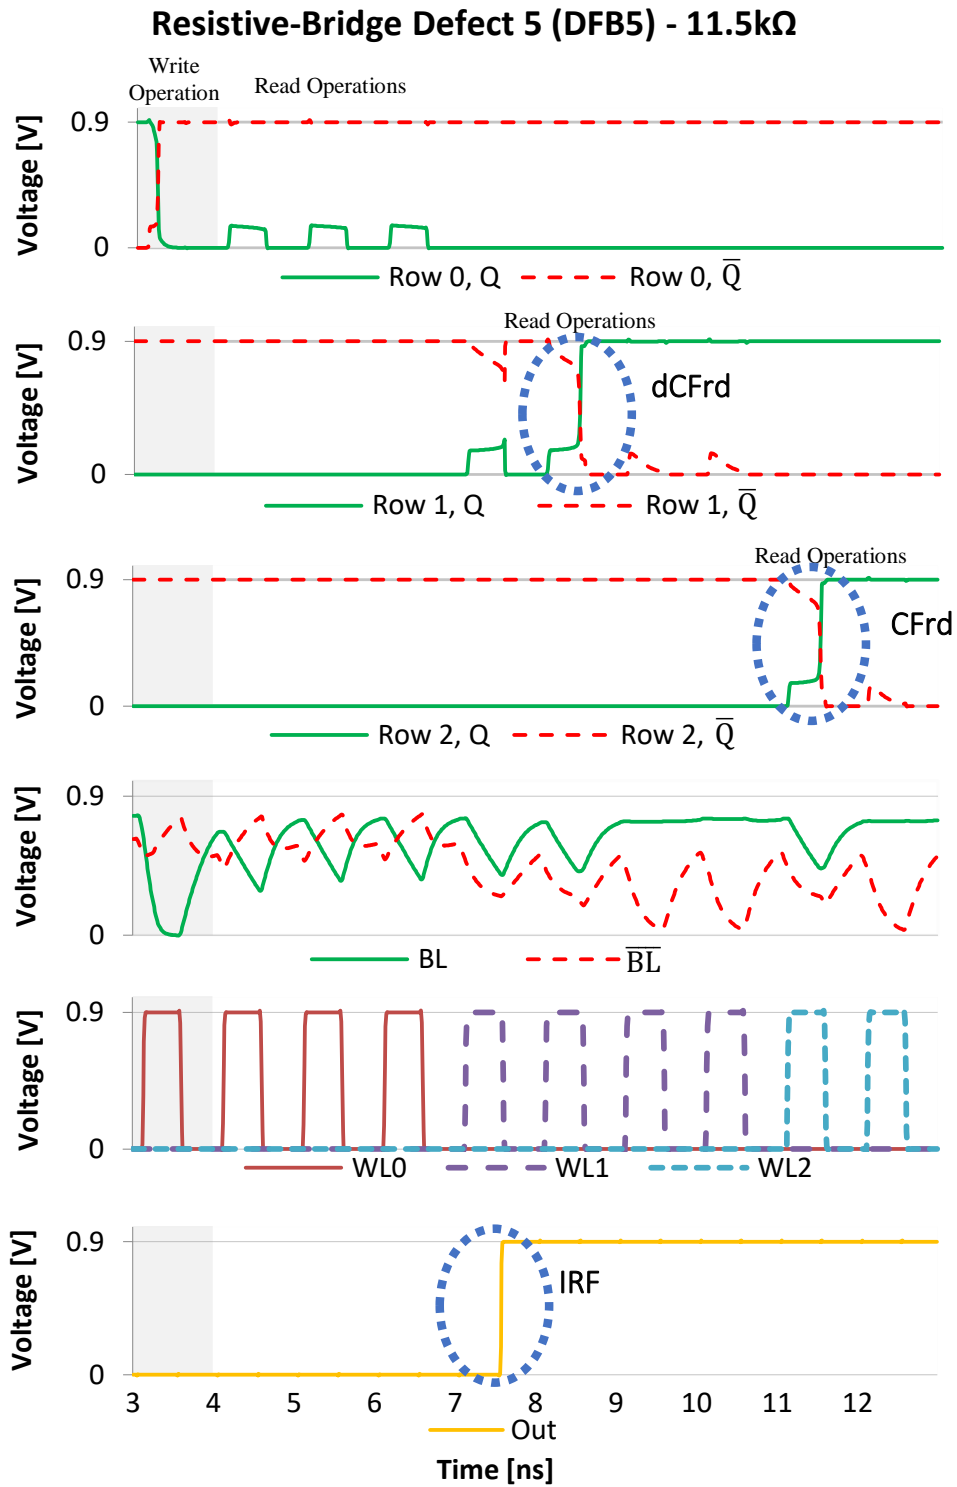 Resistive-Bridge Defect 5 (DFB5) - 11.5kΩ
Write
Operation
Read Operations
Voltage [V]
0.9
0
Row 0, Q
Row 0, Q̅
Read Operations
Voltage [V]
0.9
0
dCFrd
Row 1, Q
Row 1, Q̅
Read Operations
Voltage [V]
0.9
0
CFrd
Row 2, Q
Row 2, Q̅
Voltage [V]
0.9
0
BL
B̅L̅
Voltage [V]
0.9
0
WL0
WL1
WL2
Voltage [V]
0.9
0
IRF
3 4 5 6 7 8 9 10 11 12
Out
Time [ns]